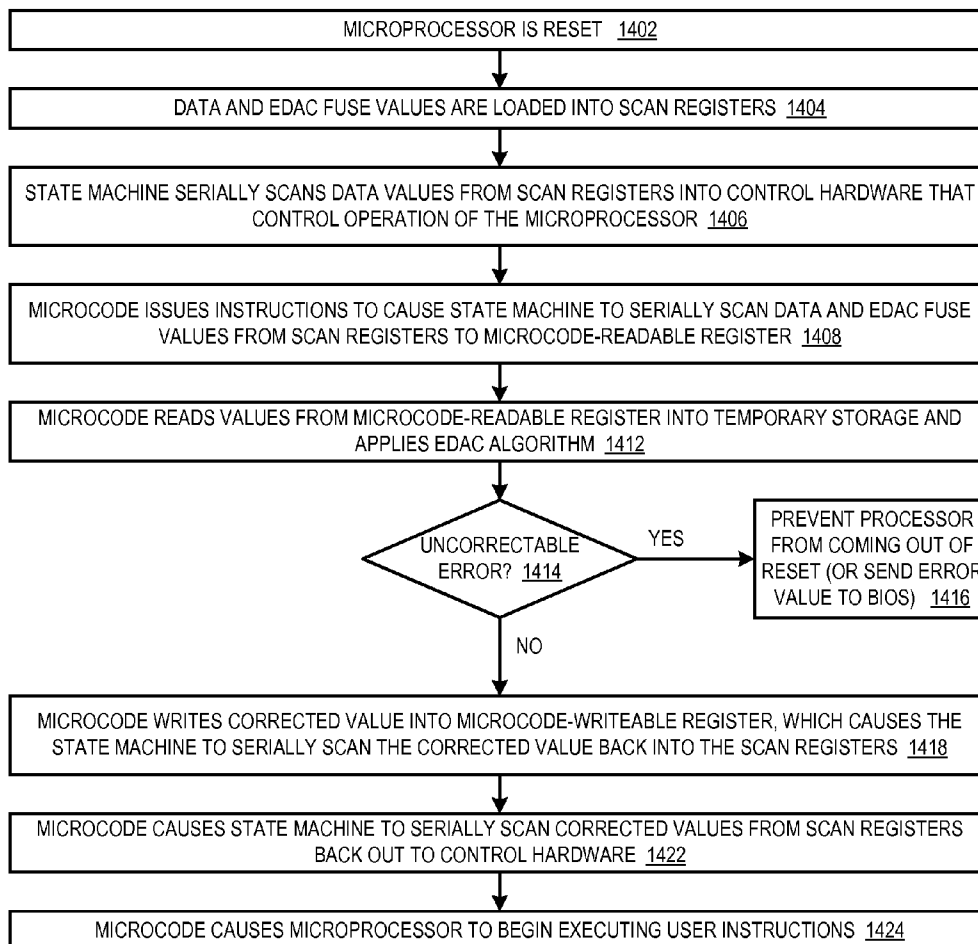 MICROPROCESSOR IS RESET 1402
DATA AND EDAC FUSE VALUES ARE LOADED INTO SCAN REGISTERS 1404
STATE MACHINE SERIALLY SCANS DATA VALUES FROM SCAN REGISTERS INTO CONTROL HARDWARE THAT
CONTROL OPERATION OF THE MICROPROCESSOR 1406
MICROCODE ISSUES INSTRUCTIONS TO CAUSE STATE MACHINE TO SERIALLY SCAN DATA AND EDAC FUSE
VALUES FROM SCAN REGISTERS TO MICROCODE-READABLE REGISTER 1408
MICROCODE READS VALUES FROM MICROCODE-READABLE REGISTER INTO TEMPORARY STORAGE AND
APPLIES EDAC ALGORITHM 1412
UNCORRECTABLE
ERROR? 1414
YES
PREVENT PROCESSOR
FROM COMING OUT OF
RESET (OR SEND ERROR
VALUE TO BIOS) 1416
NO
MICROCODE WRITES CORRECTED VALUE INTO MICROCODE-WRITEABLE REGISTER, WHICH CAUSES THE
STATE MACHINE TO SERIALLY SCAN THE CORRECTED VALUE BACK INTO THE SCAN REGISTERS 1418
MICROCODE CAUSES STATE MACHINE TO SERIALLY SCAN CORRECTED VALUES FROM SCAN REGISTERS
BACK OUT TO CONTROL HARDWARE 1422
MICROCODE CAUSES MICROPROCESSOR TO BEGIN EXECUTING USER INSTRUCTIONS 1424